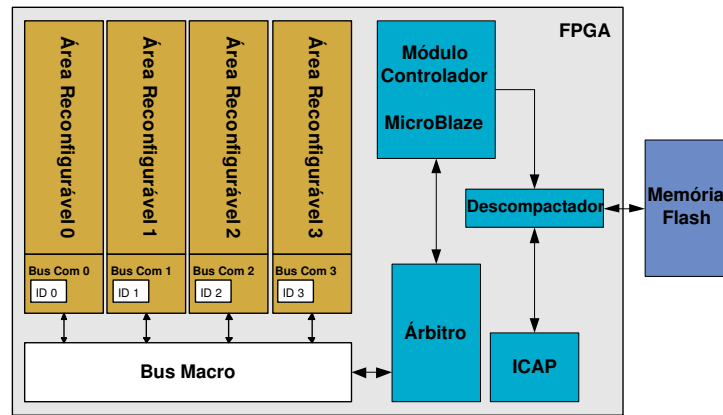 FPGA
Área Reconfigurável 0
Área Reconfigurável 1
Área Reconfigurável 2
Área Reconfigurável 3
Bus Com 0
ID 0
Bus Com 1
ID 1
Bus Com 2
ID 2
Bus Com 3
ID 3
Bus Macro
Módulo
Controlador
MicroBlaze
Descompactador
Memória
Flash
Árbitro
ICAP